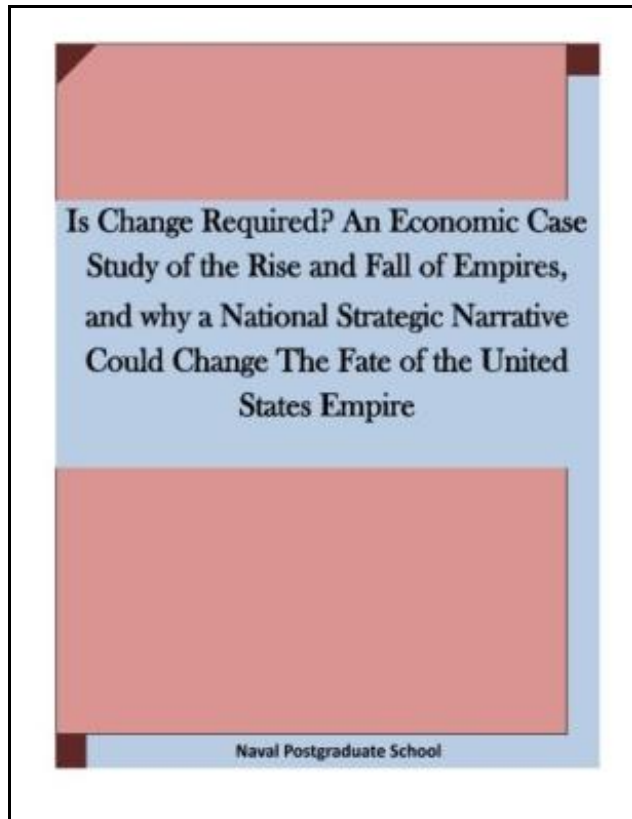 Is Change Required? An Economic Case
Study of the Rise and Fall of Empires,
and why a National Strategic Narrative
Could Change The Fate of the United
States Empire
Naval Postgraduate School